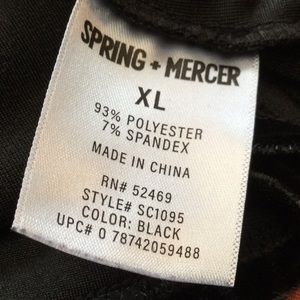 SPRING + MERCER
XL
93% POLYESTER
7% SPANDEX
MADE IN CHINA
RN# 52469
STYLE# SC1095
COLOR: BLACK
UPC# 0 78742059488